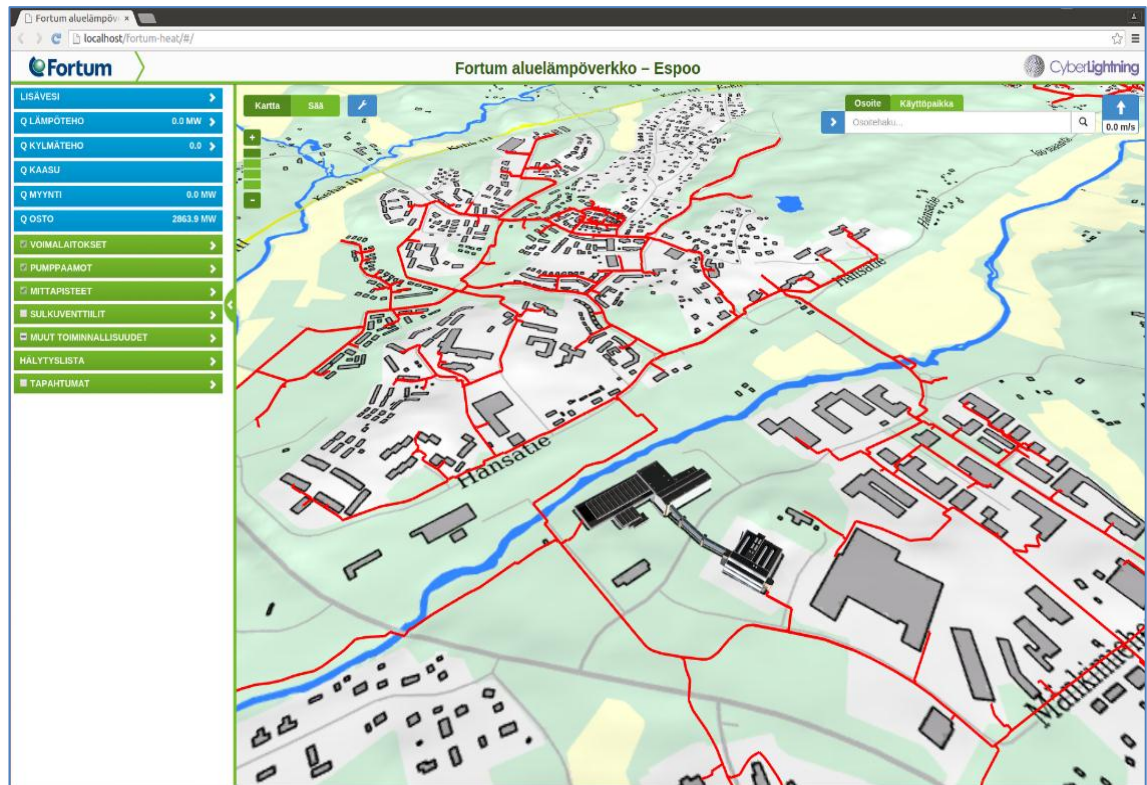 Fortum aluelämpöv
localhost/fortum-heat/#/
Fortum
Fortum aluelämpöverkko – Espoo
CyberLightning
LISÄVESI
Q LÄMPÖTEHO 0.0 MW
Q KYLMÄTEHO 0.0
Q KAASU
Q MYYNTI 0.0 MW
Q OSTO 2863.9 MW
VOIMALAITOKSET
PUMPPAAMOT
MITTAPISTEET
SULKUVENTTIILIT
MUUT TOIMINNALLISUUDET
HÄLYTYSLISTA
TAPAHTUMAT
Kartta Sää
Osoite Käyttöpaikka
Osoitehaku...
0.0 m/s
Hansatie
Hansatie
Hansatie